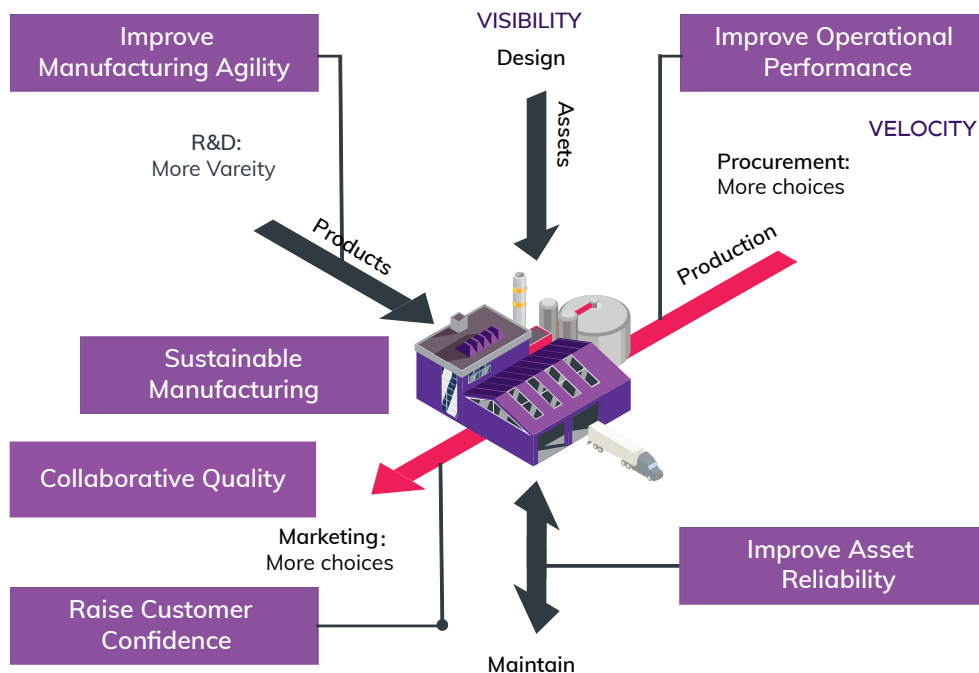 Improve
Manufacturing Agility
VISIBILITY
Design
Improve Operational
Performance
Assets
VELOCITY
R&D:
More Vareity
Procurement:
More choices
Products
Production
Sustainable
Manufacturing
Collaborative Quality
Marketing:
More choices
Improve Asset
Reliability
Raise Customer
Confidence
Maintain